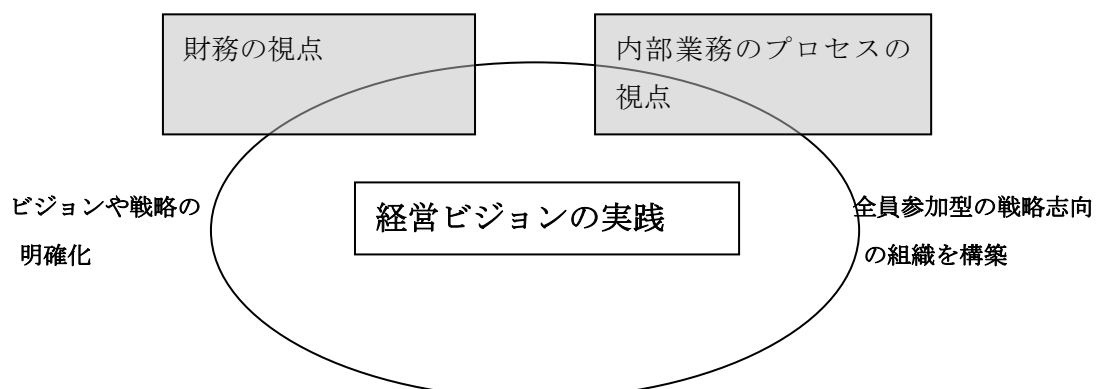 財務の視点
内部業務のプロセスの
視点
ビジョンや戦略の
明確化
経営ビジョンの実践
全員参加型の戦略志向
の組織を構築